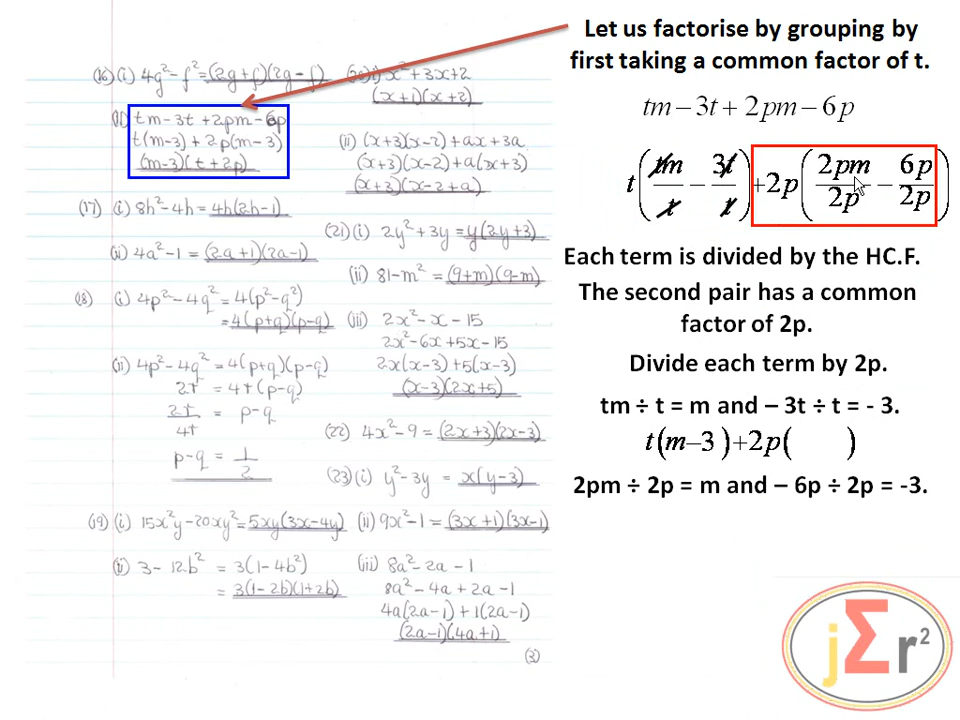 Let us factorise by grouping by
first taking a common factor of t.
tm − 3t + 2pm − 6p
t(tm/t − 3t/t) + 2p(2pm/2p − 6p/2p)
Each term is divided by the HC.F.
The second pair has a common
factor of 2p.
Divide each term by 2p.
tm ÷ t = m and – 3t ÷ t = - 3.
t(m−3)+2p( )
2pm ÷ 2p = m and – 6p ÷ 2p = -3.
(16) (i) 4g² − f² = (2g+f)(2g−f)
(ii) tm − 3t + 2pm − 6p
t(m−3) + 2p(m−3)
(m−3)(t+2p)
(17) (i) 8h² − 4h = 4h(2h−1)
(ii) 4a² − 1 = (2a+1)(2a−1)
(18) (i) 4p² − 4q² = 4(p²−q²)
= 4(p+q)(p−q)
(ii) 4p² − 4q² = 4(p+q)(p−q)
2t = 4t(p−q)
2t/4t = p−q
p−q = 1/2
(19) (i) 15x²y − 20xy² = 5xy(3x−4y)
(ii) 3 − 12b² = 3(1−4b²)
= 3(1−2b)(1+2b)
(20) (i) x² + 3x + 2
(x+1)(x+2)
(ii) (x+3)(x−2) + ax + 3a
(x+3)(x−2) + a(x+3)
(x+3)(x−2+a)
(21) (i) 2y² + 3y = y(2y+3)
(ii) 81 − m² = (9+m)(9−m)
(iii) 2x² − x − 15
2x² − 6x + 5x − 15
2x(x−3) + 5(x−3)
(x−3)(2x+5)
(22) 4x² − 9 = (2x+3)(2x−3)
(23) (i) y² − 3y = x(y−3)
(ii) 9x² − 1 = (3x+1)(3x−1)
(iii) 8a² − 2a − 1
8a² − 4a + 2a − 1
4a(2a−1) + 1(2a−1)
(2a−1)(4a+1)
(3)
jΣr²